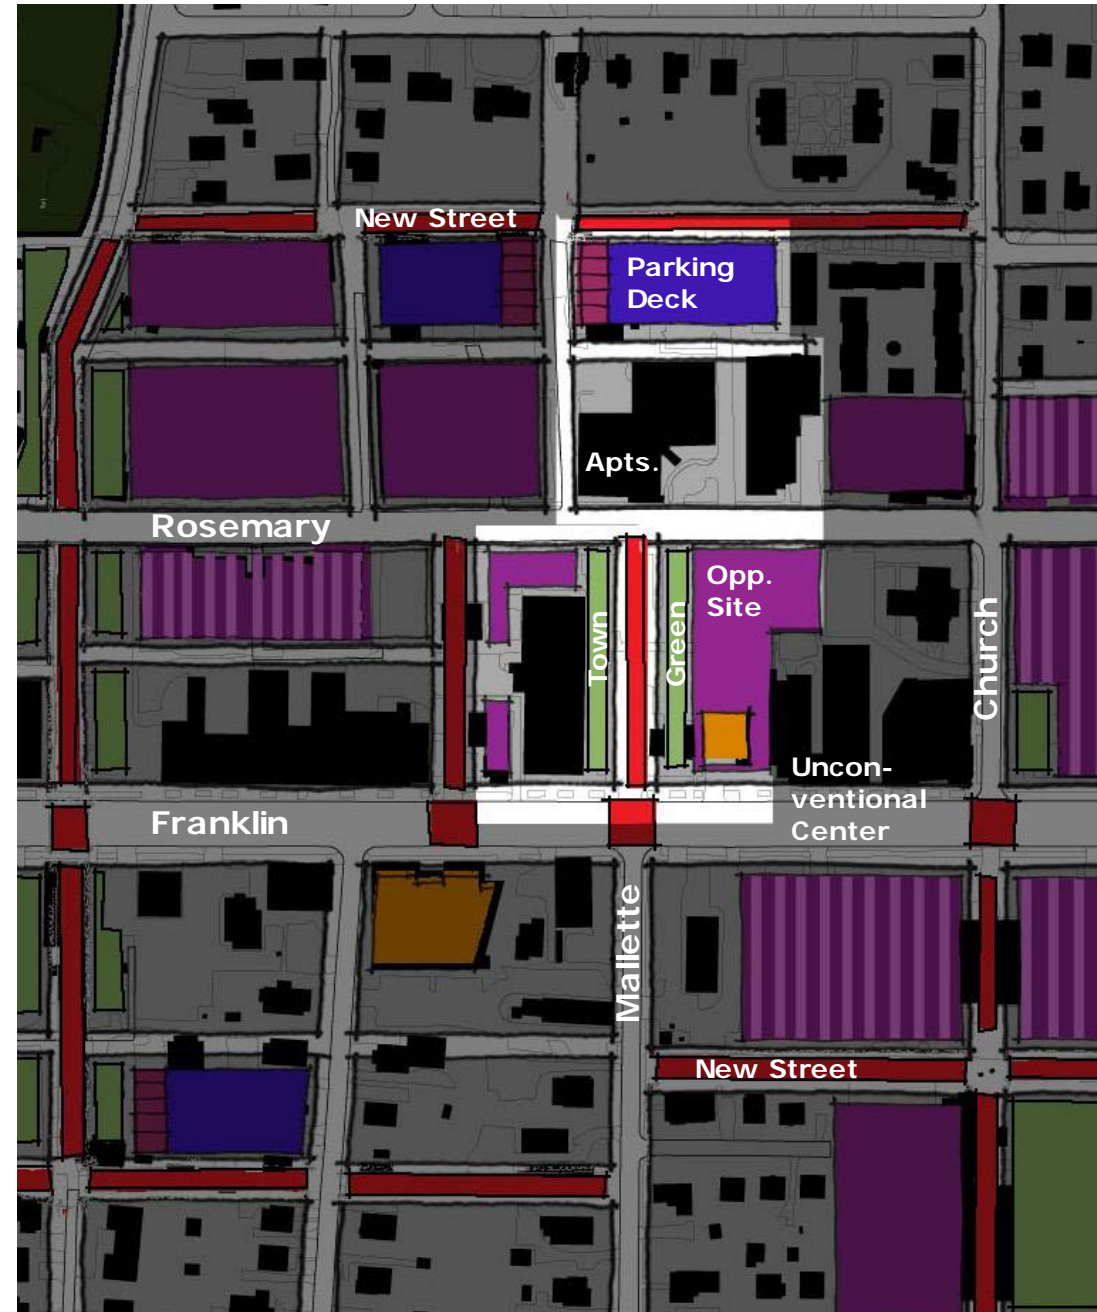 New Street
Parking
Deck
Apts.
Rosemary
Opp.
Site
Town
Green
Church
Uncon-
ventional
Center
Franklin
Mallette
New Street